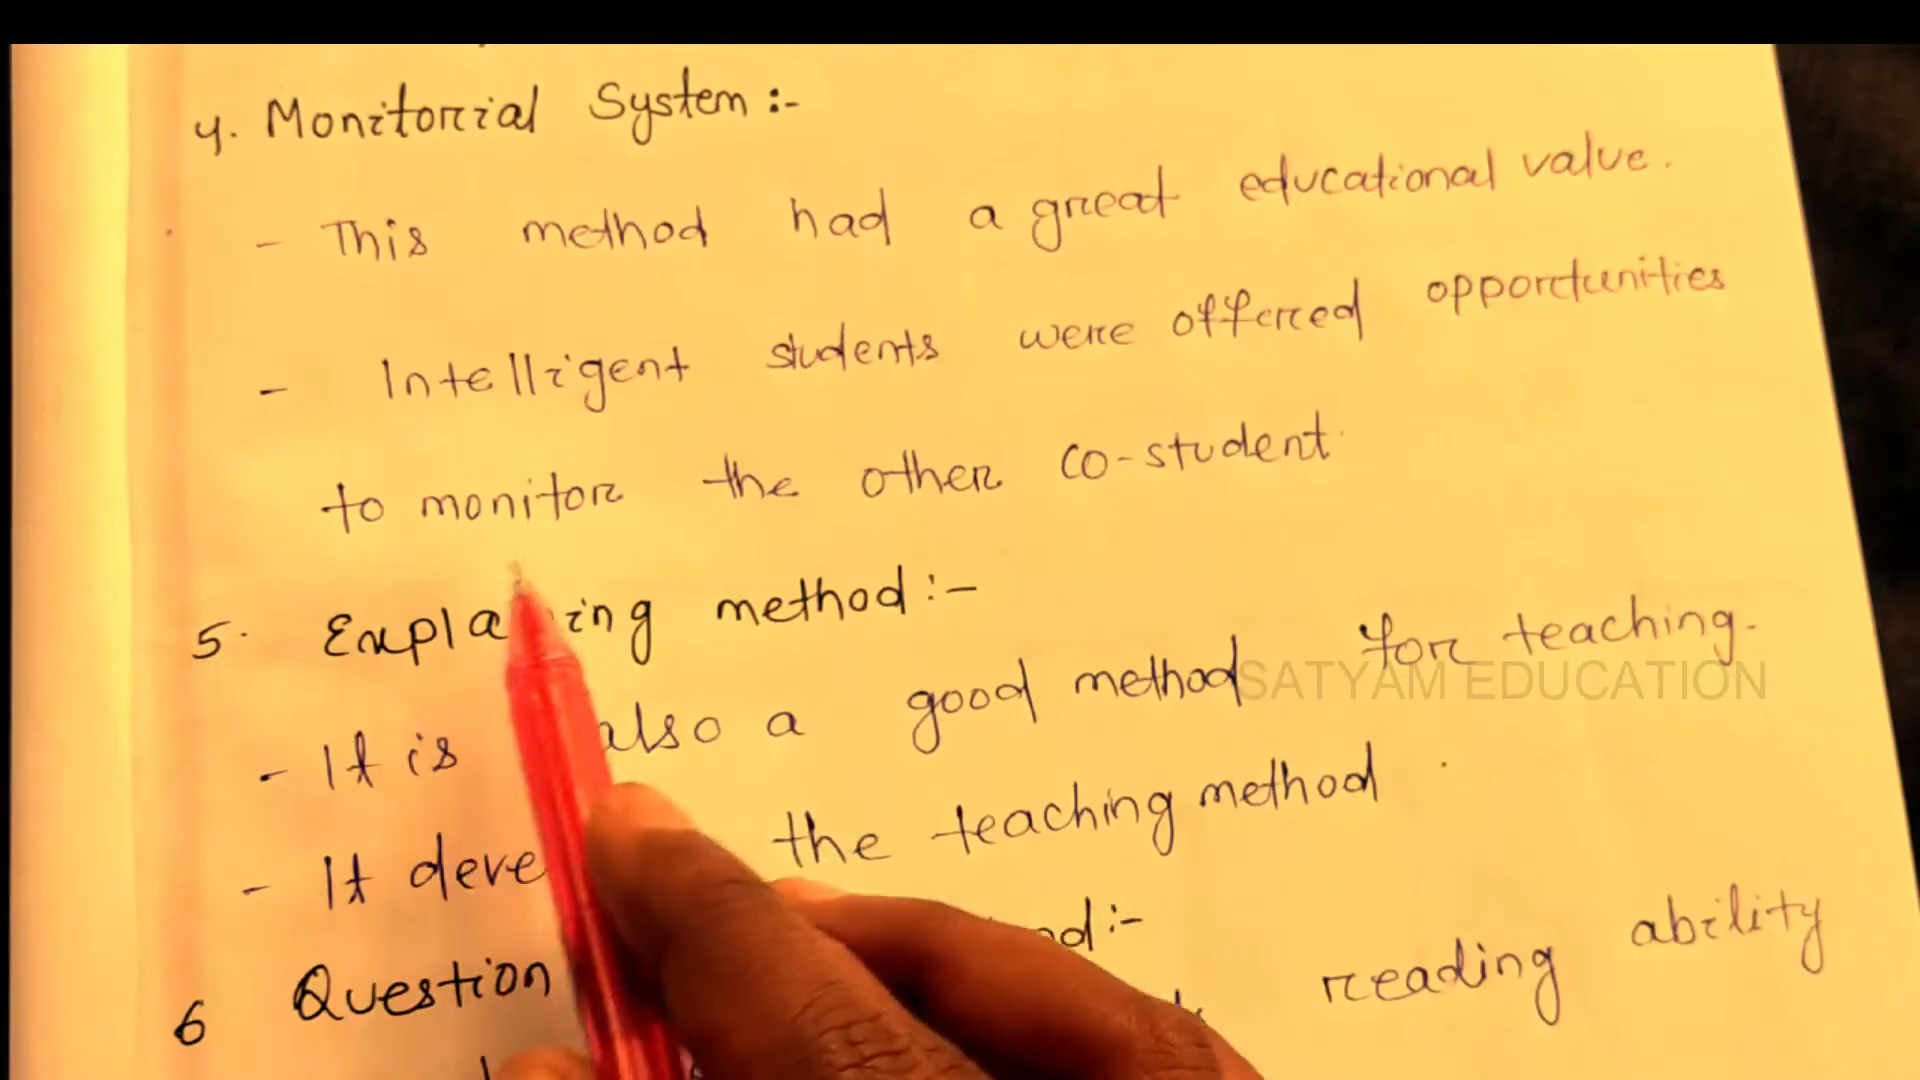 4. Monitorial System :-
- This method had a great educational value.
- Intelligent students were offered opportunities
to monitor the other co-student
5. Explaining method :-
- It is also a good method for teaching.
SATYAM EDUCATION
- It deve the teaching method.
6 Question od :-
reading ability